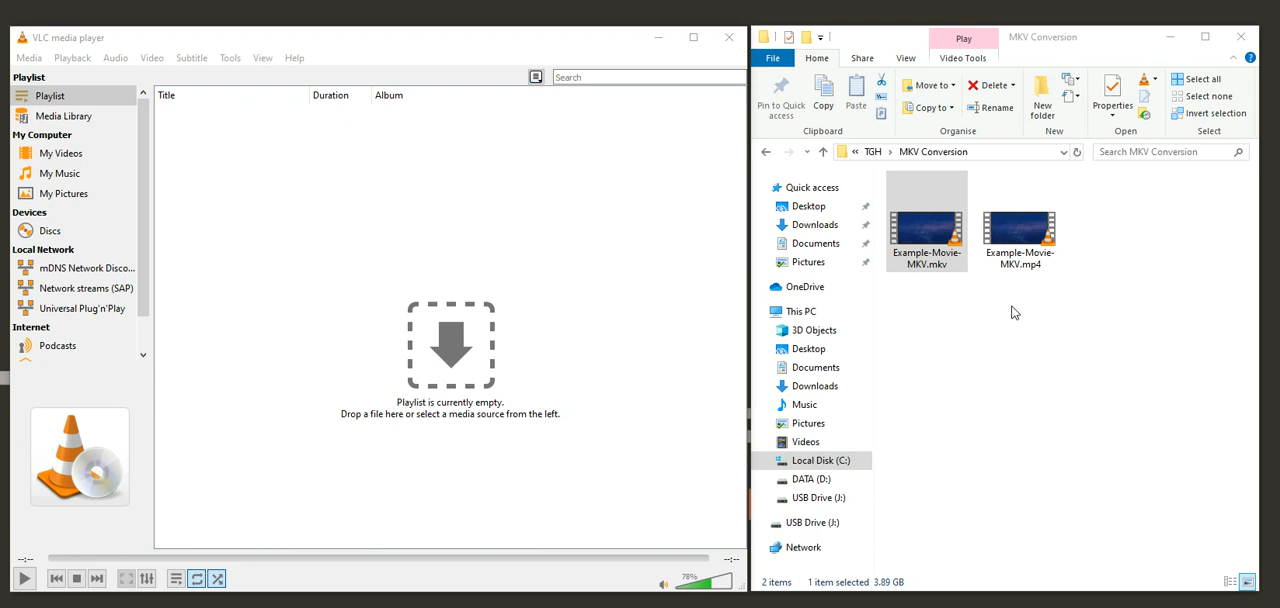 VLC media player
Media Playback Audio Video Subtitle Tools View Help
Playlist
Search
Playlist
Media Library
My Computer
My Videos
My Music
My Pictures
Devices
Discs
Local Network
mDNS Network Disco...
Network streams (SAP)
Universal Plug'n'Play
Internet
Podcasts
Title Duration Album
Playlist is currently empty.
Drop a file here or select a media source from the left.
--:--
--:--
78%
Play
MKV Conversion
File Home Share View Video Tools
Pin to Quick
access
Copy
Paste
Clipboard
Move to
Copy to
Delete
Rename
Organise
New
folder
New
Properties
Open
Select all
Select none
Invert selection
Select
« TGH › MKV Conversion
Search MKV Conversion
Quick access
Desktop
Downloads
Documents
Pictures
OneDrive
This PC
3D Objects
Desktop
Documents
Downloads
Music
Pictures
Videos
Local Disk (C:)
DATA (D:)
USB Drive (J:)
USB Drive (J:)
Network
Example-Movie-
MKV.mkv
Example-Movie-
MKV.mp4
2 items 1 item selected 3.89 GB